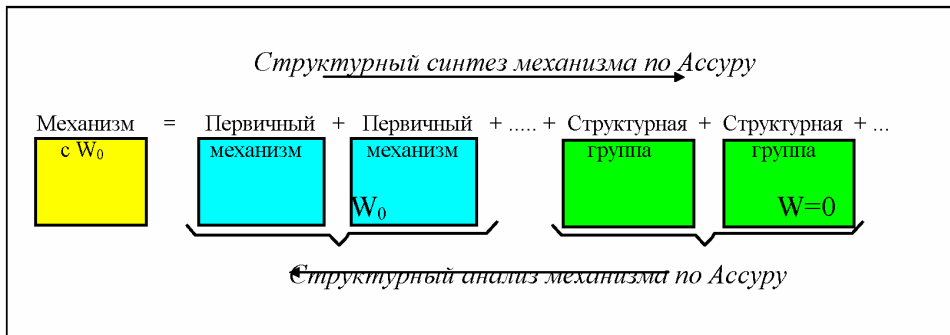 Структурный синтез механизма по Ассуру
Механизм = Первичный + Первичный + ..... + Структурная + Структурная + ...
с W₀ механизм механизм группа группа
W₀ W=0
Структурный анализ механизма по Ассуру